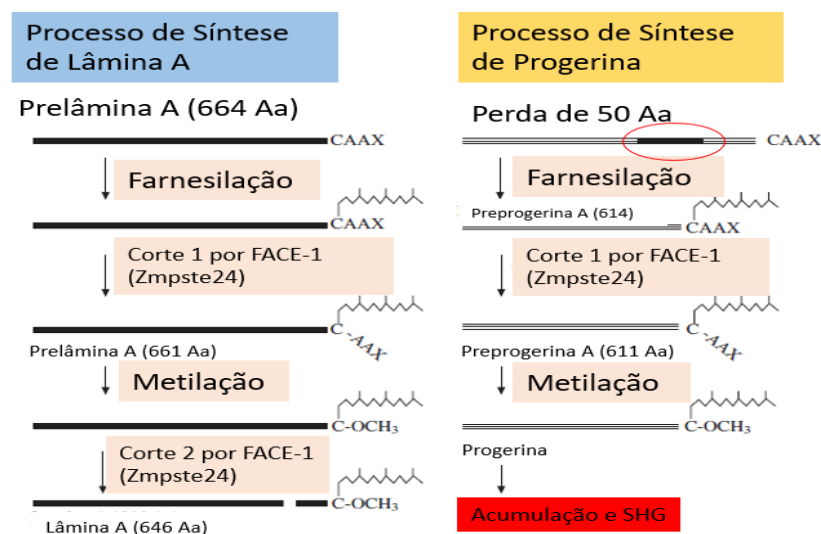 Processo de Síntese
de Lâmina A
Prelâmina A (664 Aa)
CAAX
Farnesilação
CAAX
Corte 1 por FACE-1
(Zmpste24)
C-AAX
Prelâmina A (661 Aa)
Metilação
C-OCH₃
Corte 2 por FACE-1
(Zmpste24)
C-OCH₃
Lâmina A (646 Aa)
Processo de Síntese
de Progerina
Perda de 50 Aa
CAAX
Farnesilação
Preprogerina A (614)
CAAX
Corte 1 por FACE-1
(Zmpste24)
C-AAX
Preprogerina A (611 Aa)
Metilação
C-OCH₃
Progerina
Acumulação e SHG